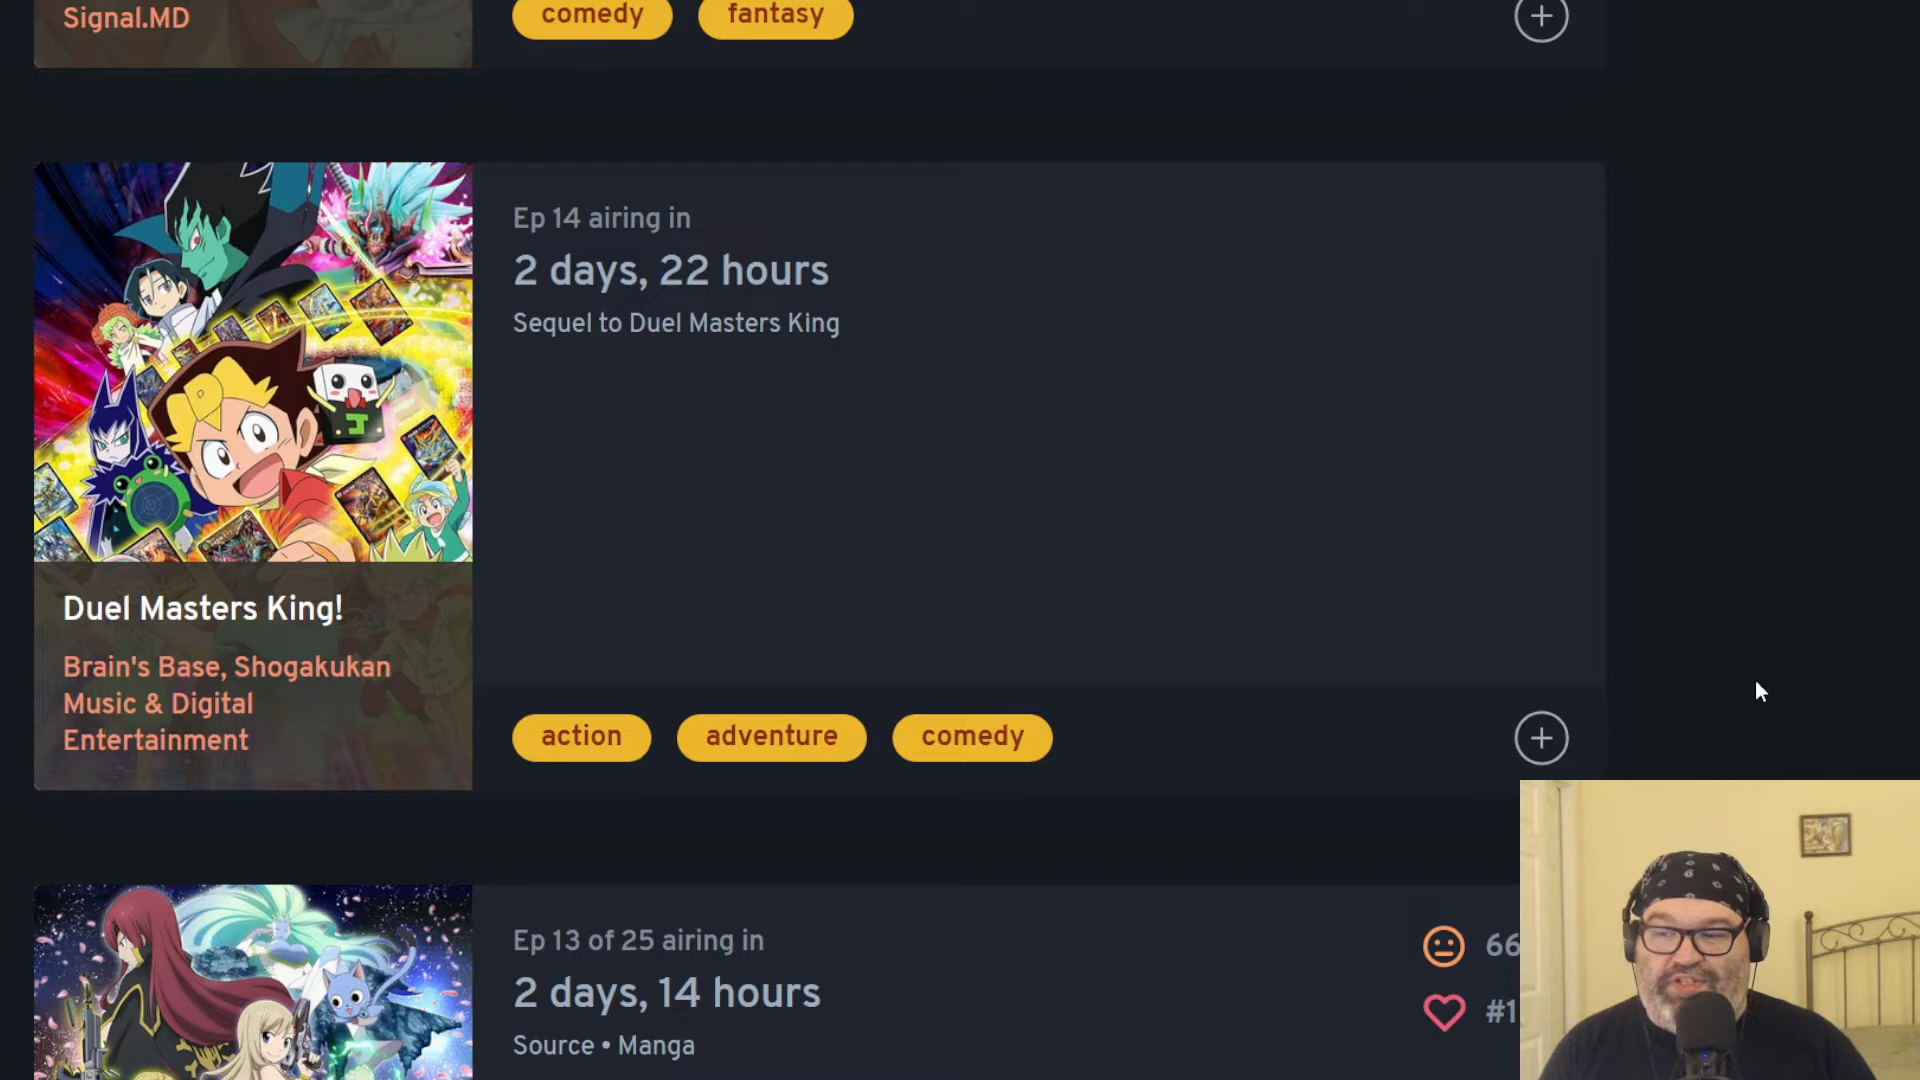 Signal.MD
comedy
fantasy
Ep 14 airing in
2 days, 22 hours
Sequel to Duel Masters King
Duel Masters King!
Brain's Base, Shogakukan
Music & Digital
Entertainment
action
adventure
comedy
Ep 13 of 25 airing in
2 days, 14 hours
Source • Manga
66
#1
J